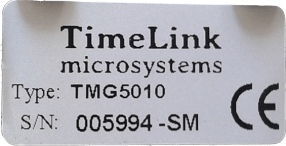 TimeLink
microsystems
Type: TMG5010
S/N: 005994-SM
CE